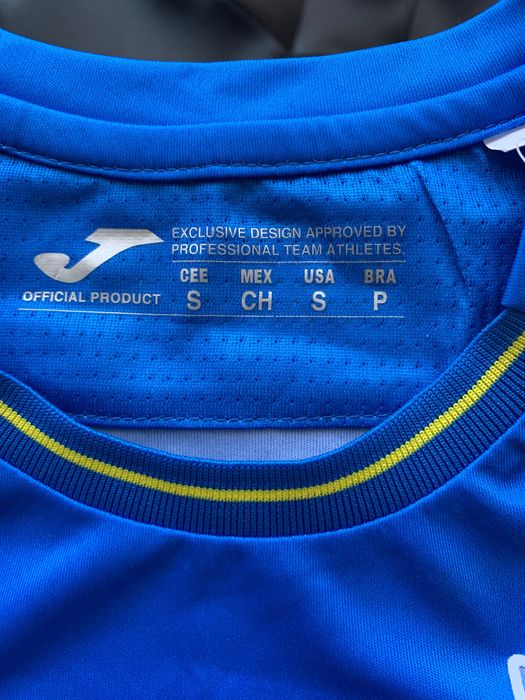 EXCLUSIVE DESIGN APPROVED BY
PROFESSIONAL TEAM ATHLETES.
OFFICIAL PRODUCT
CEE MEX USA BRA
S CH S P